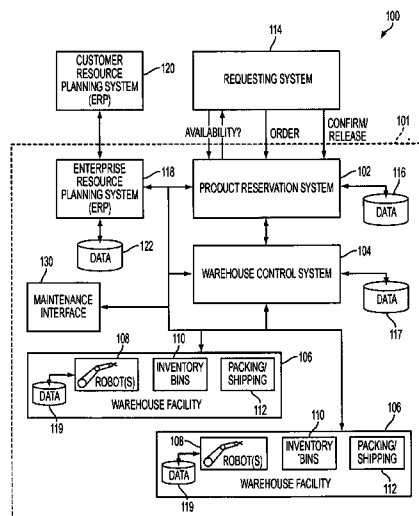 100
114
CUSTOMER
RESOURCE
PLANNING SYSTEM
(ERP)
120
REQUESTING SYSTEM
AVAILABILITY?
ORDER
CONFIRM/
RELEASE
101
ENTERPRISE
RESOURCE
PLANNING SYSTEM
(ERP)
118
102
PRODUCT RESERVATION SYSTEM
116
DATA
122
DATA
104
WAREHOUSE CONTROL SYSTEM
DATA
117
130
MAINTENANCE
INTERFACE
108
110
106
ROBOT(S)
INVENTORY
BINS
PACKING/
SHIPPING
DATA
119
WAREHOUSE FACILITY
112
108
110
106
ROBOT(S)
INVENTORY
BINS
PACKING/
SHIPPING
DATA
119
WAREHOUSE FACILITY
112